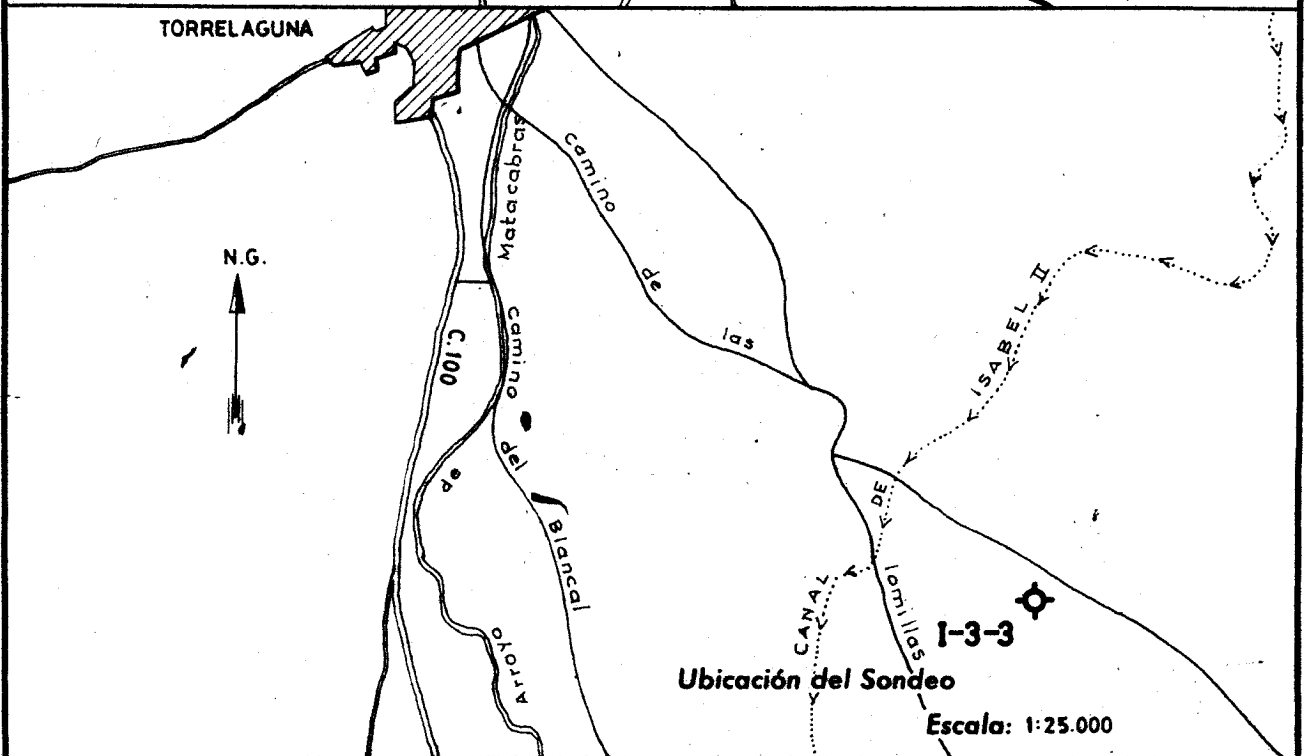 TORRELAGUNA
N.G.
C.100
Arroyo de Matacabras
camino del Blancal
camino de las lomillas
CANAL DE ISABEL II
I-3-3
Ubicación del Sondeo
Escala: 1:25.000